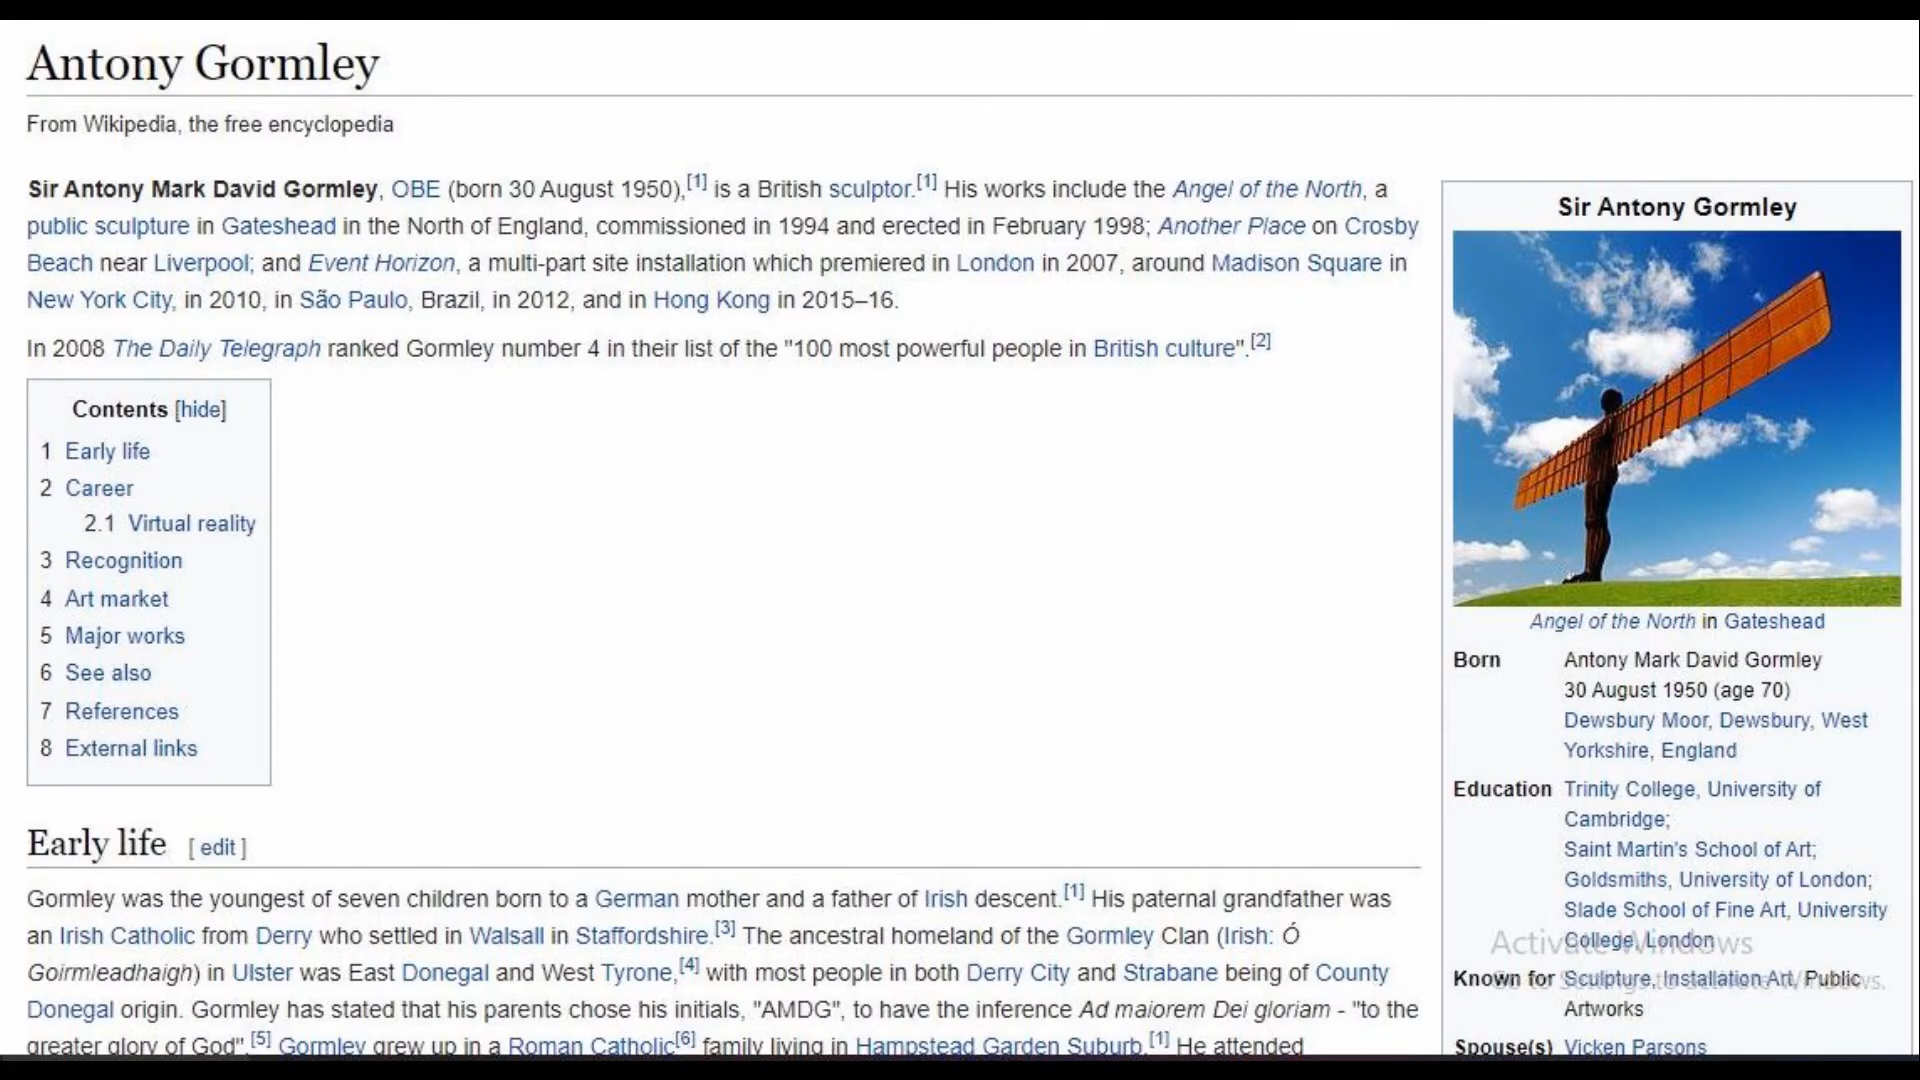 Antony Gormley
From Wikipedia, the free encyclopedia
Sir Antony Mark David Gormley, OBE (born 30 August 1950),[1] is a British sculptor.[1] His works include the Angel of the North, a
public sculpture in Gateshead in the North of England, commissioned in 1994 and erected in February 1998; Another Place on Crosby
Beach near Liverpool; and Event Horizon, a multi-part site installation which premiered in London in 2007, around Madison Square in
New York City, in 2010, in São Paulo, Brazil, in 2012, and in Hong Kong in 2015–16.
In 2008 The Daily Telegraph ranked Gormley number 4 in their list of the "100 most powerful people in British culture".[2]
Contents [hide]
1 Early life
2 Career
2.1 Virtual reality
3 Recognition
4 Art market
5 Major works
6 See also
7 References
8 External links
Early life [ edit ]
Gormley was the youngest of seven children born to a German mother and a father of Irish descent.[1] His paternal grandfather was
an Irish Catholic from Derry who settled in Walsall in Staffordshire.[3] The ancestral homeland of the Gormley Clan (Irish: Ó
Goirmleadhaigh) in Ulster was East Donegal and West Tyrone,[4] with most people in both Derry City and Strabane being of County
Donegal origin. Gormley has stated that his parents chose his initials, "AMDG", to have the inference Ad maiorem Dei gloriam - "to the
greater glory of God".[5] Gormley grew up in a Roman Catholic[6] family living in Hampstead Garden Suburb.[1] He attended
Sir Antony Gormley
Angel of the North in Gateshead
Born Antony Mark David Gormley
30 August 1950 (age 70)
Dewsbury Moor, Dewsbury, West
Yorkshire, England
Education Trinity College, University of
Cambridge;
Saint Martin's School of Art;
Goldsmiths, University of London;
Slade School of Fine Art, University
College, London
Known for Sculpture, Installation Art, Public
Artworks
Spouse(s) Vicken Parsons
Activate Windows
Go to Settings to activate Windows.